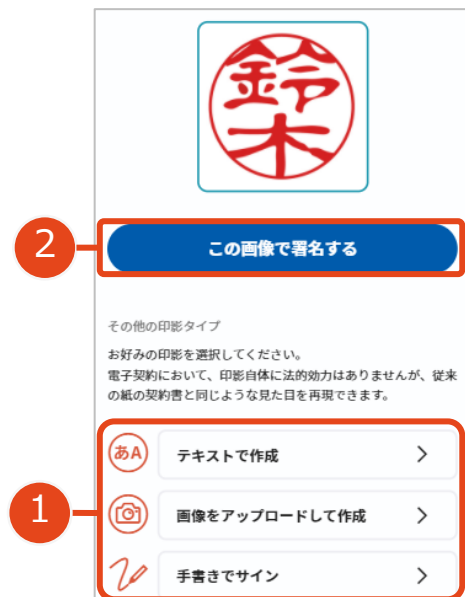 鈴木
2
この画像で署名する
その他の印影タイプ
お好みの印影を選択してください。
電子契約において、印影自体に法的効力はありませんが、従来
の紙の契約書と同じような見た目を再現できます。
1
あA
テキストで作成
画像をアップロードして作成
手書きでサイン